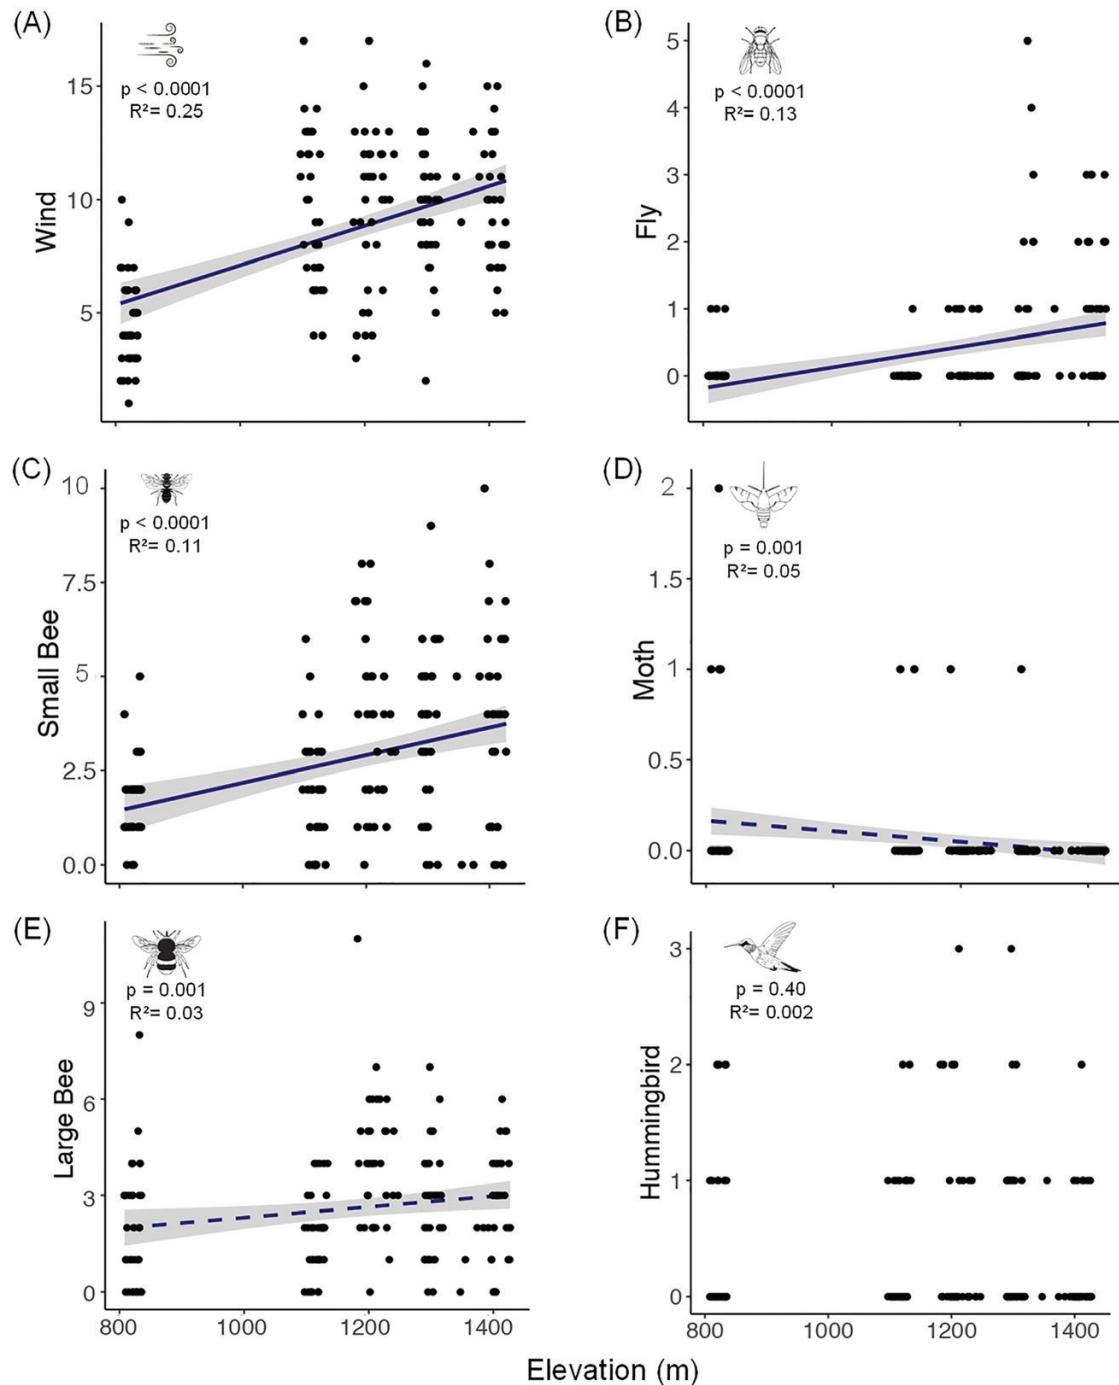 (A)
p < 0.0001
R²= 0.25
15
10
5
Wind
(B)
p < 0.0001
R²= 0.13
5
4
3
2
1
0
Fly
(C)
p < 0.0001
R²= 0.11
10
7.5
5
2.5
0.0
Small Bee
(D)
p = 0.001
R²= 0.05
2
1.5
1
0.5
0.0
Moth
(E)
p = 0.001
R²= 0.03
9
6
3
0
Large Bee
800 1000 1200 1400
(F)
p = 0.40
R²= 0.002
3
2
1
0
Hummingbird
800 1000 1200 1400
Elevation (m)